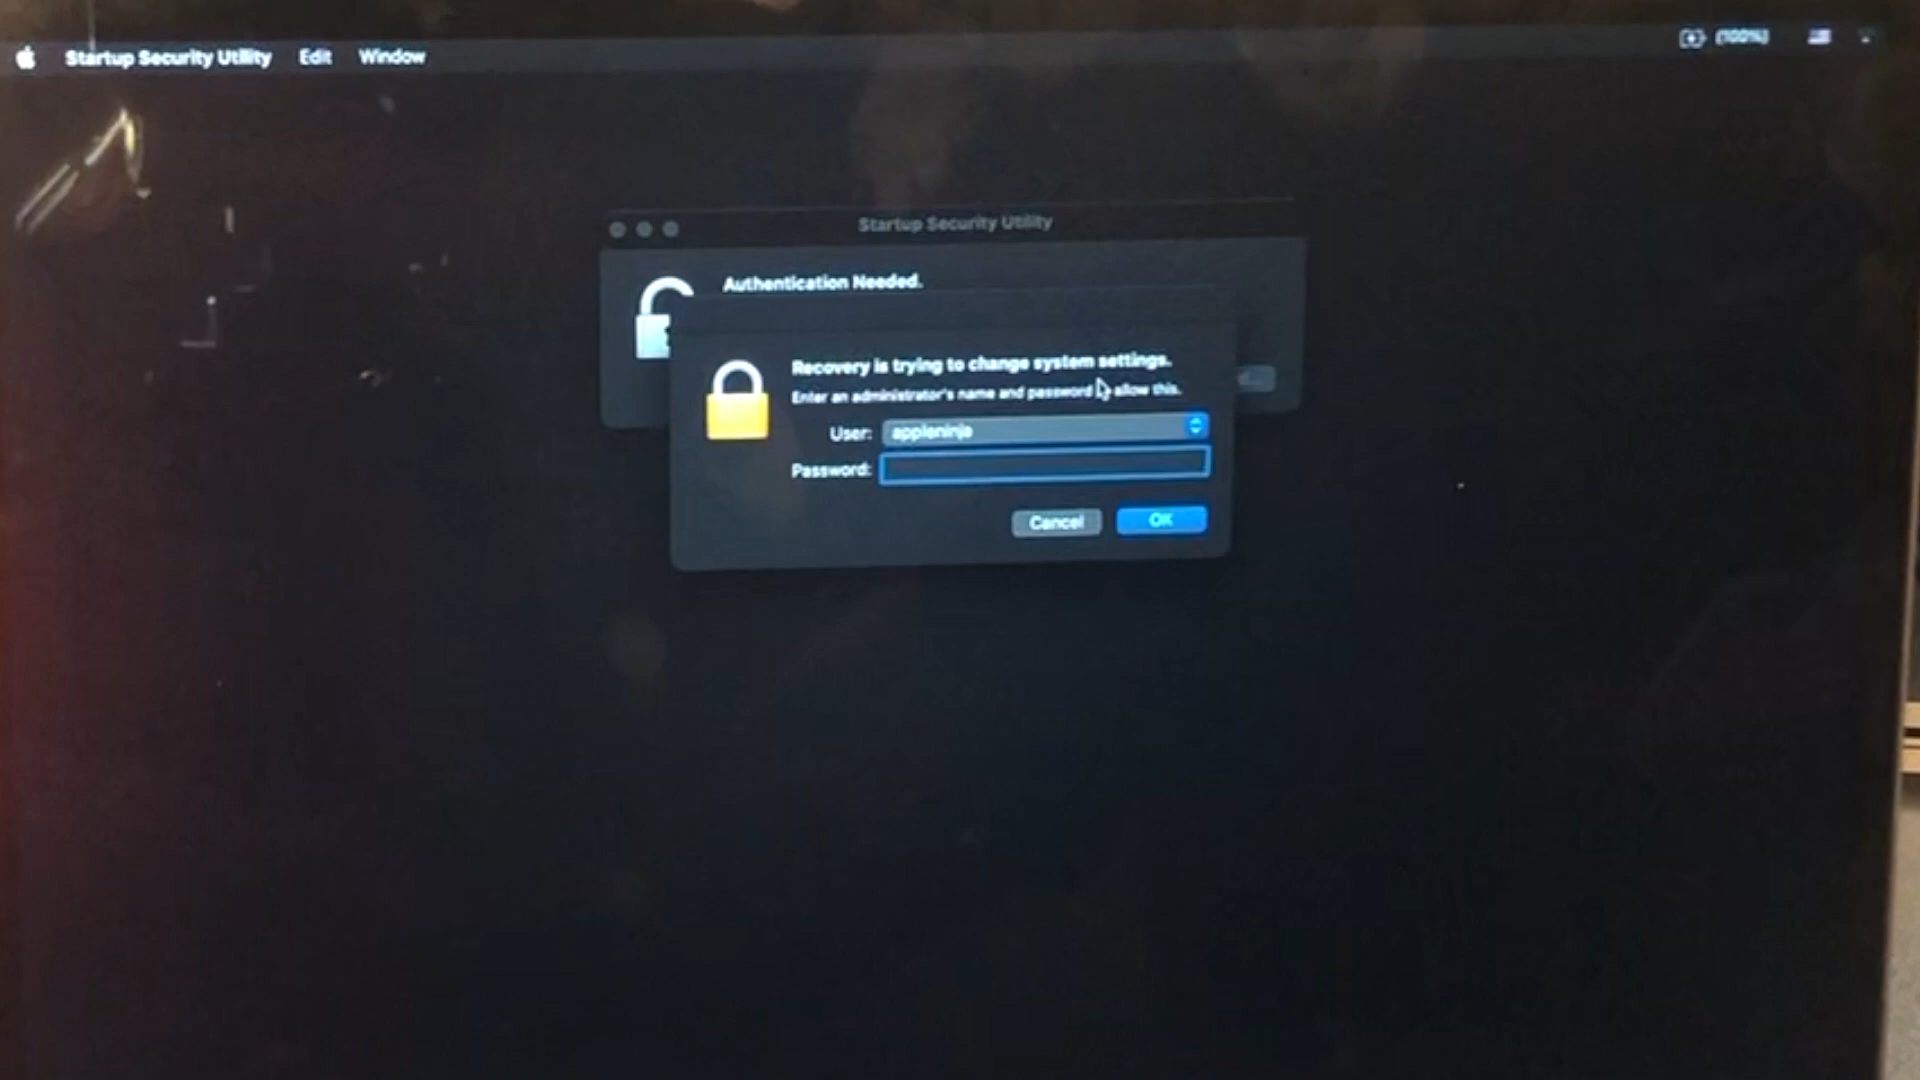 Startup Security Utility Edit Window (100%)
Startup Security Utility
Authentication Needed.
Recovery is trying to change system settings.
Enter an administrator's name and password allow this.
User: appleninja
Password:
Cancel OK